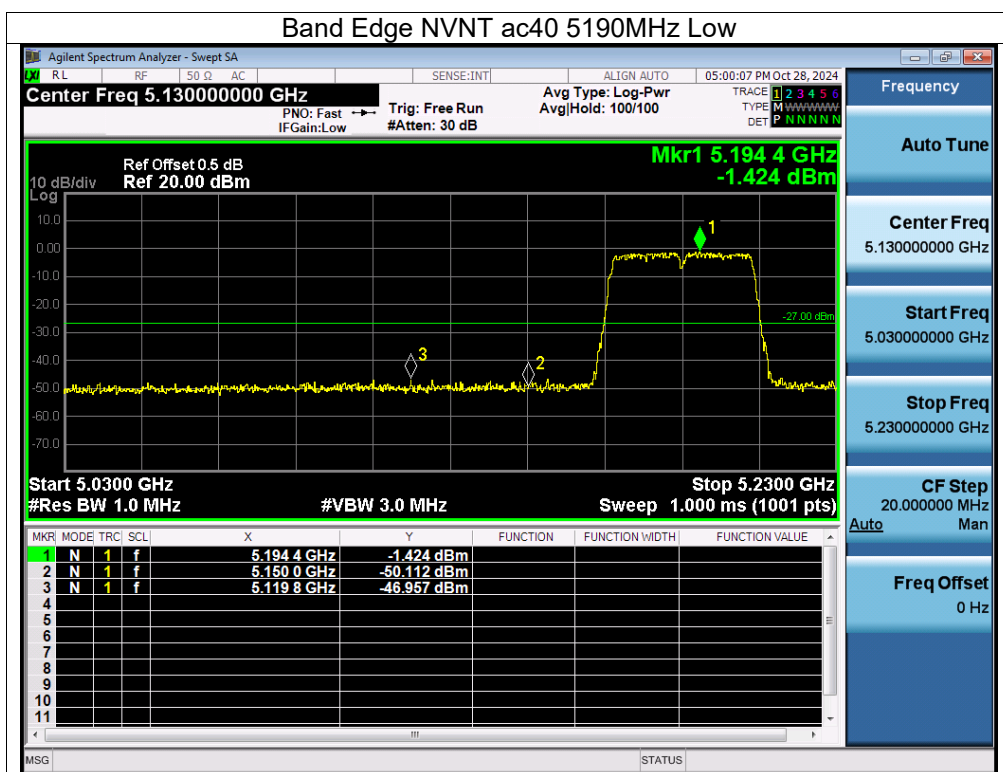 Band Edge NVNT ac40 5190MHz Low
Agilent Spectrum Analyzer - Swept SA
LXI RL RF 50 Ω AC SENSE:INT ALIGN AUTO 05:00:07 PM Oct 28, 2024
Center Freq 5.130000000 GHz
PNO: Fast
IFGain:Low
Trig: Free Run
#Atten: 30 dB
Avg Type: Log-Pwr
Avg|Hold: 100/100
TRACE 1 2 3 4 5 6
TYPE M WWWWW
DET P N N N N N
Mkr1 5.194 4 GHz
-1.424 dBm
Ref Offset 0.5 dB
10 dB/div Ref 20.00 dBm
Log
10.0
0.00
-10.0
-20.0
-30.0
-40.0
-50.0
-60.0
-70.0
1
-27.00 dBm
3
2
Start 5.0300 GHz Stop 5.2300 GHz
#Res BW 1.0 MHz #VBW 3.0 MHz Sweep 1.000 ms (1001 pts)
MKR MODE TRC SCL X Y FUNCTION FUNCTION WIDTH FUNCTION VALUE
1 N 1 f 5.194 4 GHz -1.424 dBm
2 N 1 f 5.150 0 GHz -50.112 dBm
3 N 1 f 5.119 8 GHz -46.957 dBm
4
5
6
7
8
9
10
11
MSG STATUS
Frequency
Auto Tune
Center Freq
5.130000000 GHz
Start Freq
5.030000000 GHz
Stop Freq
5.230000000 GHz
CF Step
20.000000 MHz
Auto Man
Freq Offset
0 Hz